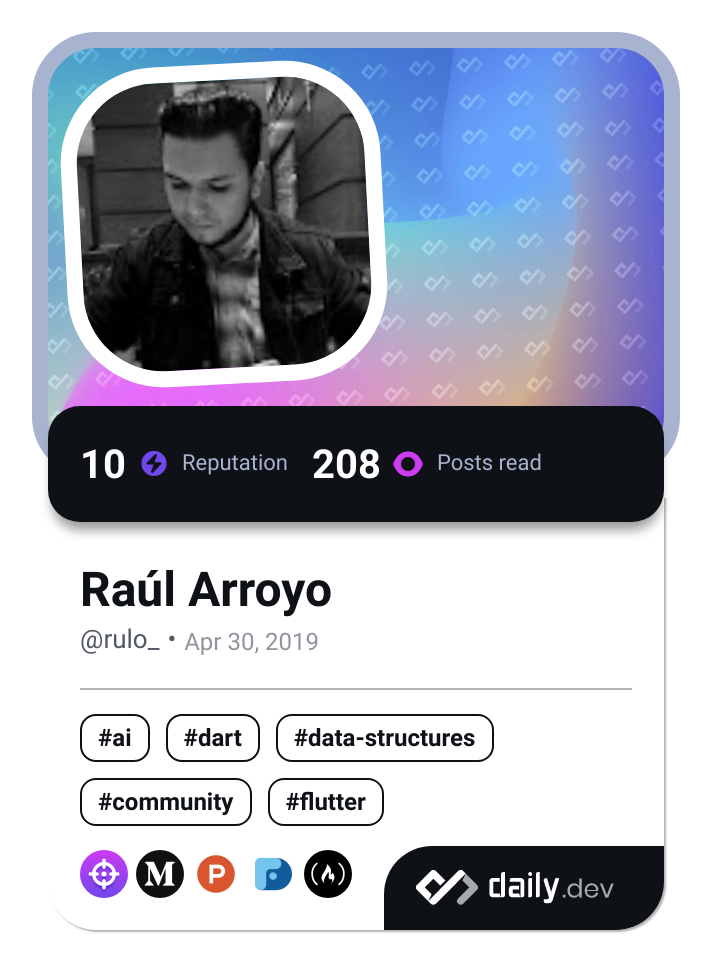 10 Reputation 208 Posts read
Raúl Arroyo
@rulo_ • Apr 30, 2019
#ai #dart #data-structures
#community #flutter
M P
daily.dev